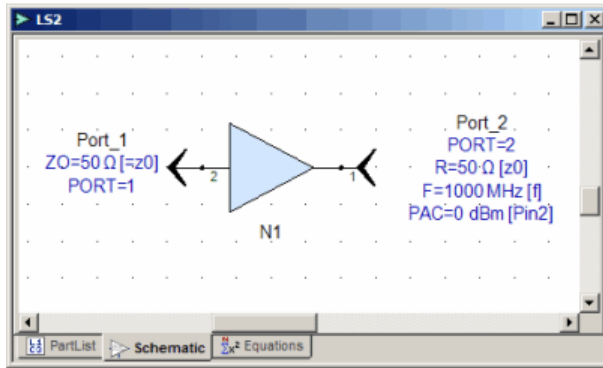 LS2
Port_1
ZO=50 Ω [=z0]
PORT=1
2
N1
1
Port_2
PORT=2
R=50 Ω [z0]
F=1000 MHz [f]
PAC=0 dBm [Pin2]
PartList
Schematic
Equations